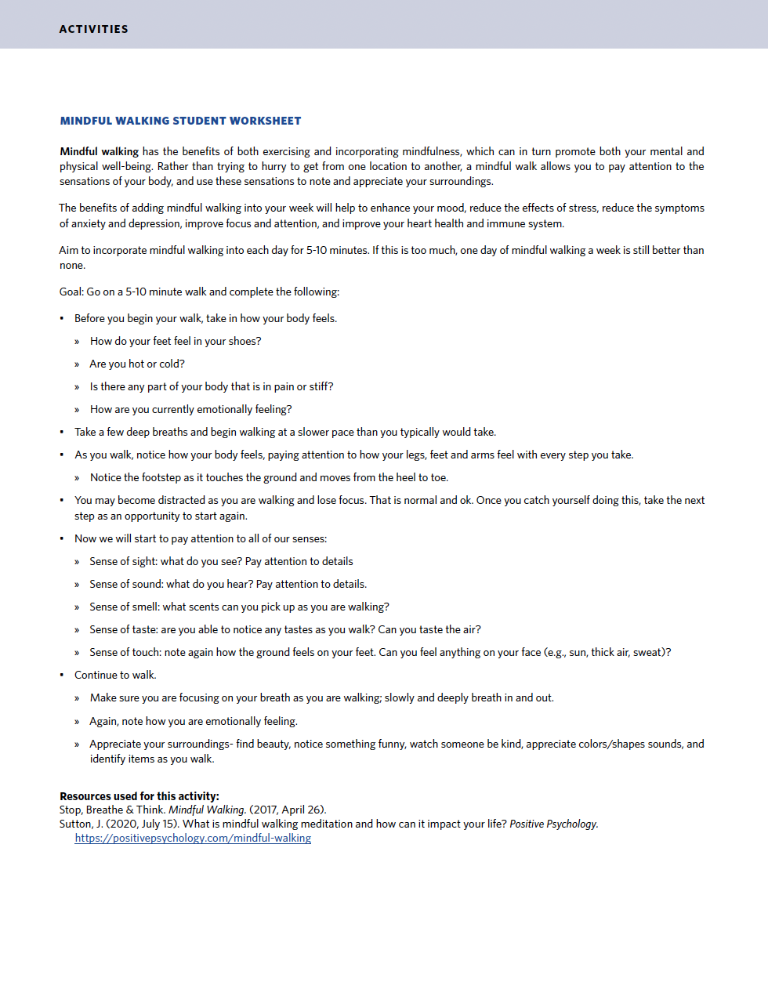 ACTIVITIES
MINDFUL WALKING STUDENT WORKSHEET
Mindful walking has the benefits of both exercising and incorporating mindfulness, which can in turn promote both your mental and
physical well-being. Rather than trying to hurry to get from one location to another, a mindful walk allows you to pay attention to the
sensations of your body, and use these sensations to note and appreciate your surroundings.
The benefits of adding mindful walking into your week will help to enhance your mood, reduce the effects of stress, reduce the symptoms
of anxiety and depression, improve focus and attention, and improve your heart health and immune system.
Aim to incorporate mindful walking into each day for 5-10 minutes. If this is too much, one day of mindful walking a week is still better than
none.
Goal: Go on a 5-10 minute walk and complete the following:
• Before you begin your walk, take in how your body feels.
» How do your feet feel in your shoes?
» Are you hot or cold?
» Is there any part of your body that is in pain or stiff?
» How are you currently emotionally feeling?
• Take a few deep breaths and begin walking at a slower pace than you typically would take.
• As you walk, notice how your body feels, paying attention to how your legs, feet and arms feel with every step you take.
» Notice the footstep as it touches the ground and moves from the heel to toe.
• You may become distracted as you are walking and lose focus. That is normal and ok. Once you catch yourself doing this, take the next
step as an opportunity to start again.
• Now we will start to pay attention to all of our senses:
» Sense of sight: what do you see? Pay attention to details
» Sense of sound: what do you hear? Pay attention to details.
» Sense of smell: what scents can you pick up as you are walking?
» Sense of taste: are you able to notice any tastes as you walk? Can you taste the air?
» Sense of touch: note again how the ground feels on your feet. Can you feel anything on your face (e.g., sun, thick air, sweat)?
• Continue to walk.
» Make sure you are focusing on your breath as you are walking; slowly and deeply breath in and out.
» Again, note how you are emotionally feeling.
» Appreciate your surroundings- find beauty, notice something funny, watch someone be kind, appreciate colors/shapes sounds, and
identify items as you walk.
Resources used for this activity:
Stop, Breathe & Think. Mindful Walking. (2017, April 26).
Sutton, J. (2020, July 15). What is mindful walking meditation and how can it impact your life? Positive Psychology.
https://positivepsychology.com/mindful-walking